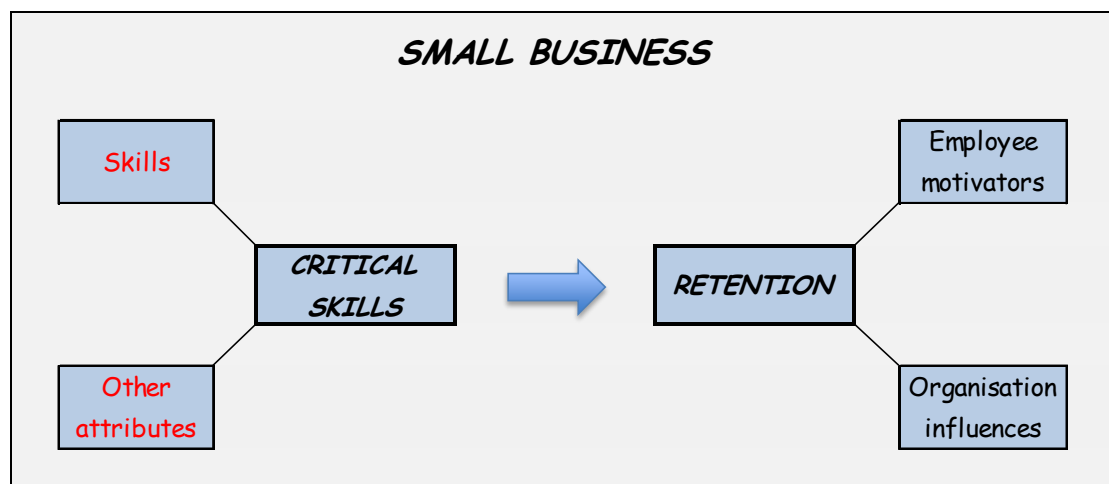 SMALL BUSINESS
Skills
Employee
motivators
CRITICAL
SKILLS
RETENTION
Other
attributes
Organisation
influences